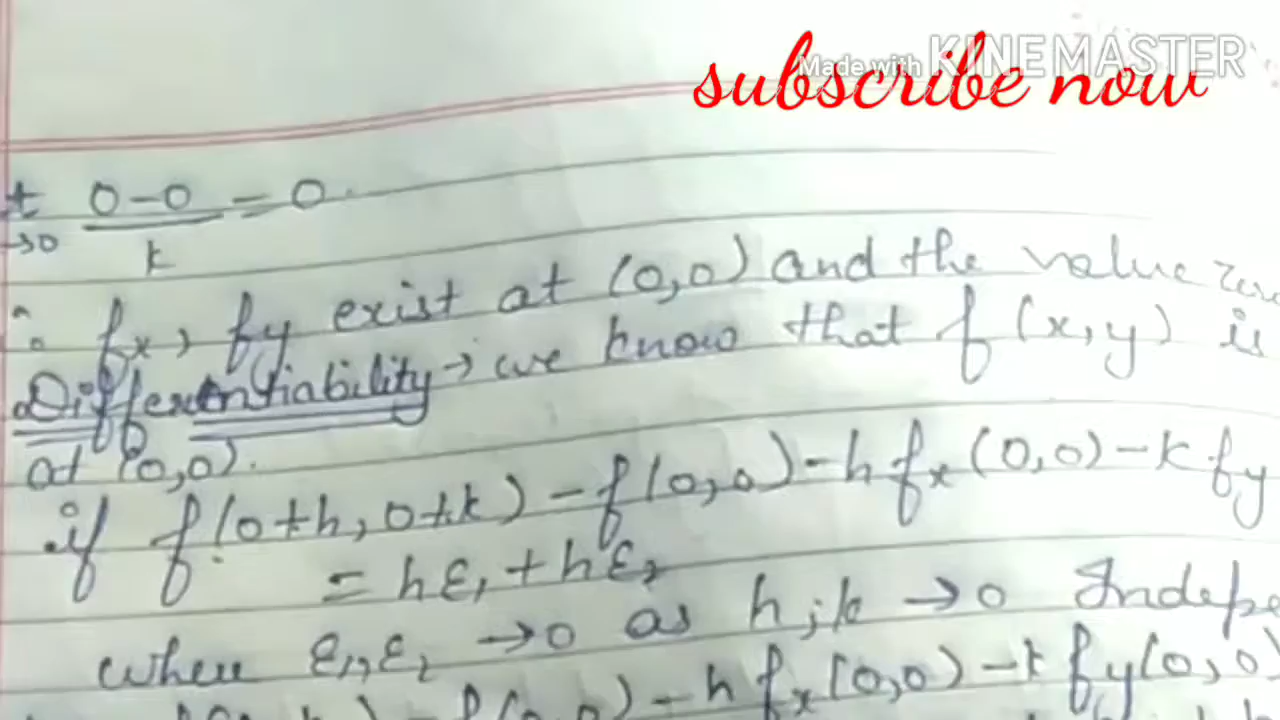 Made with KINEMASTER
subscribe now
t 0-0 = 0.
→0 k
∴ fx, fy exist at (0,0) and the value
Differentiability → we know that f(x,y) is
at (0,0).
if f(0+h, 0+k) - f(0,0) - h fx(0,0) - k fy
= hε1 + hε2
where ε1, ε2 → 0 as h, k → 0 Indepe
- f(0,0) - h fx(0,0) - k fy(0,0)